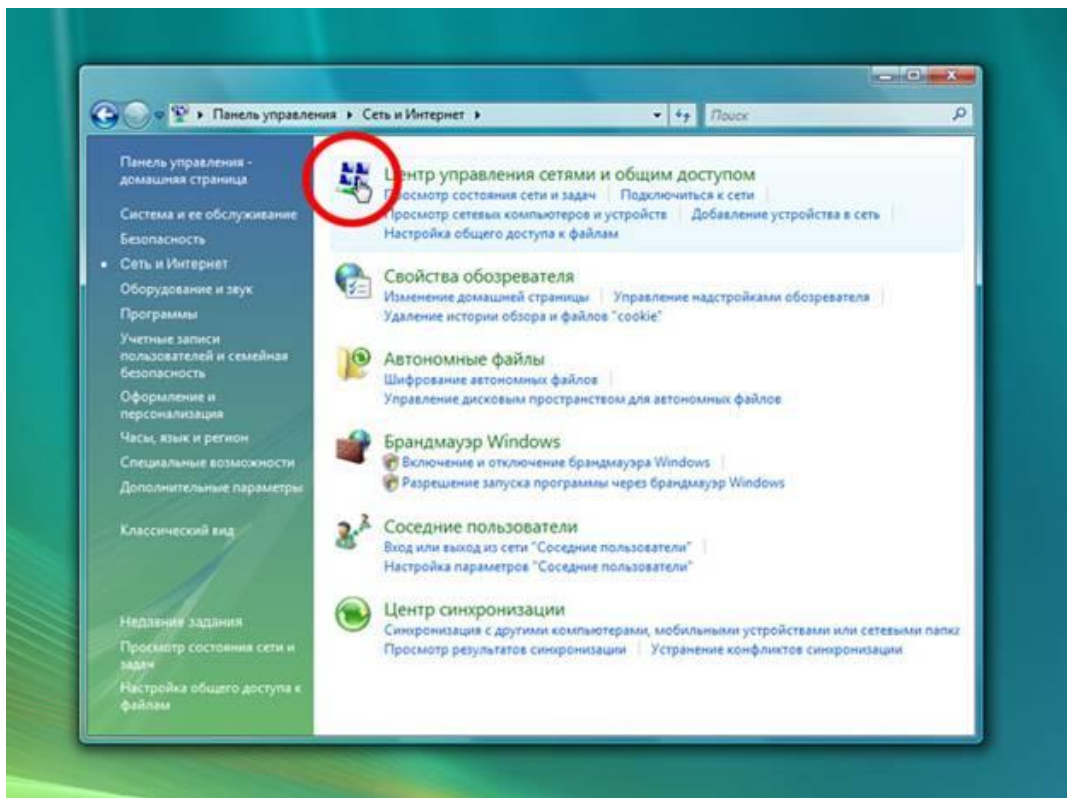 Панель управления ▸ Сеть и Интернет ▸
Поиск
Панель управления -
домашняя страница
Система и ее обслуживание
Безопасность
Сеть и Интернет
Оборудование и звук
Программы
Учетные записи
пользователей и семейная
безопасность
Оформление и
персонализация
Часы, язык и регион
Специальные возможности
Дополнительные параметры
Классический вид
Недавние задания
Просмотр состояния сети и
задач
Настройка общего доступа к
файлам
Центр управления сетями и общим доступом
Просмотр состояния сети и задач
Подключиться к сети
Просмотр сетевых компьютеров и устройств
Добавление устройства в сеть
Настройка общего доступа к файлам
Свойства обозревателя
Изменение домашней страницы
Управление надстройками обозревателя
Удаление истории обзора и файлов "cookie"
Автономные файлы
Шифрование автономных файлов
Управление дисковым пространством для автономных файлов
Брандмауэр Windows
Включение и отключение брандмауэра Windows
Разрешение запуска программы через брандмауэр Windows
Соседние пользователи
Вход или выход из сети "Соседние пользователи"
Настройка параметров "Соседние пользователи"
Центр синхронизации
Синхронизация с другими компьютерами, мобильными устройствами или сетевыми папк
Просмотр результатов синхронизации
Устранение конфликтов синхронизации